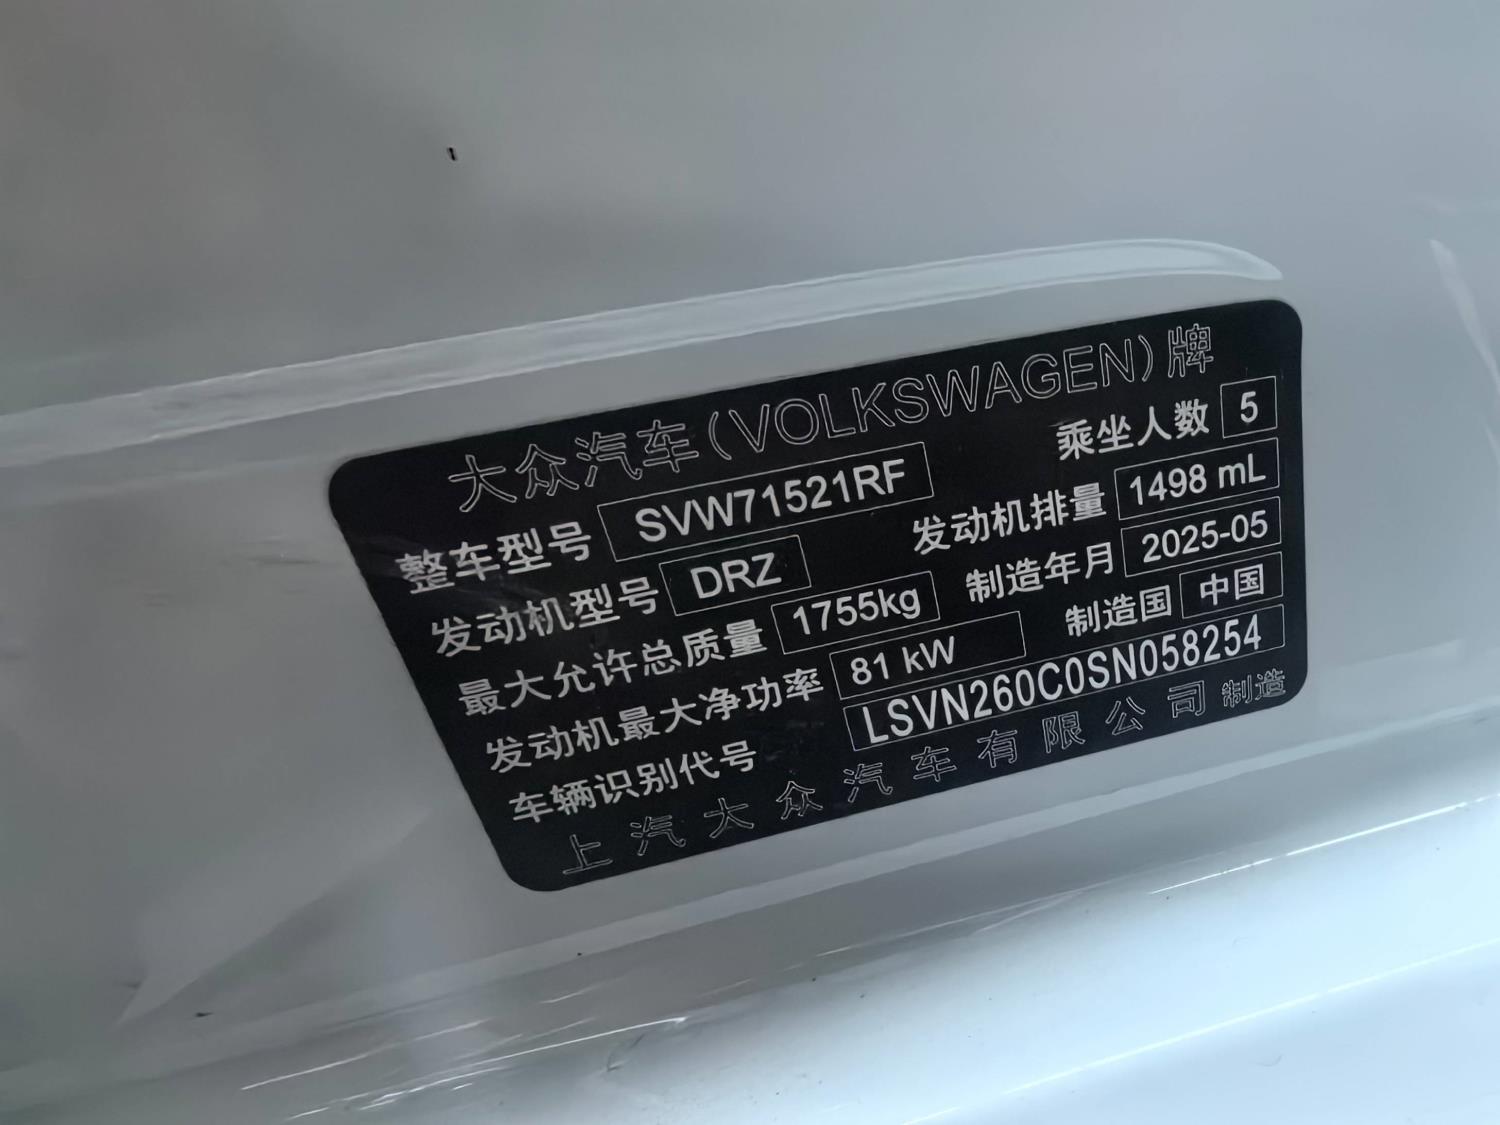 大众汽车(VOLKSWAGEN)牌
整车型号 SVW71521RF 乘坐人数 5
发动机型号 DRZ 发动机排量 1498 mL
最大允许总质量 1755kg 制造年月 2025-05
发动机最大净功率 81 kW 制造国 中国
车辆识别代号 LSVN260C0SN058254
上汽大众汽车有限公司制造